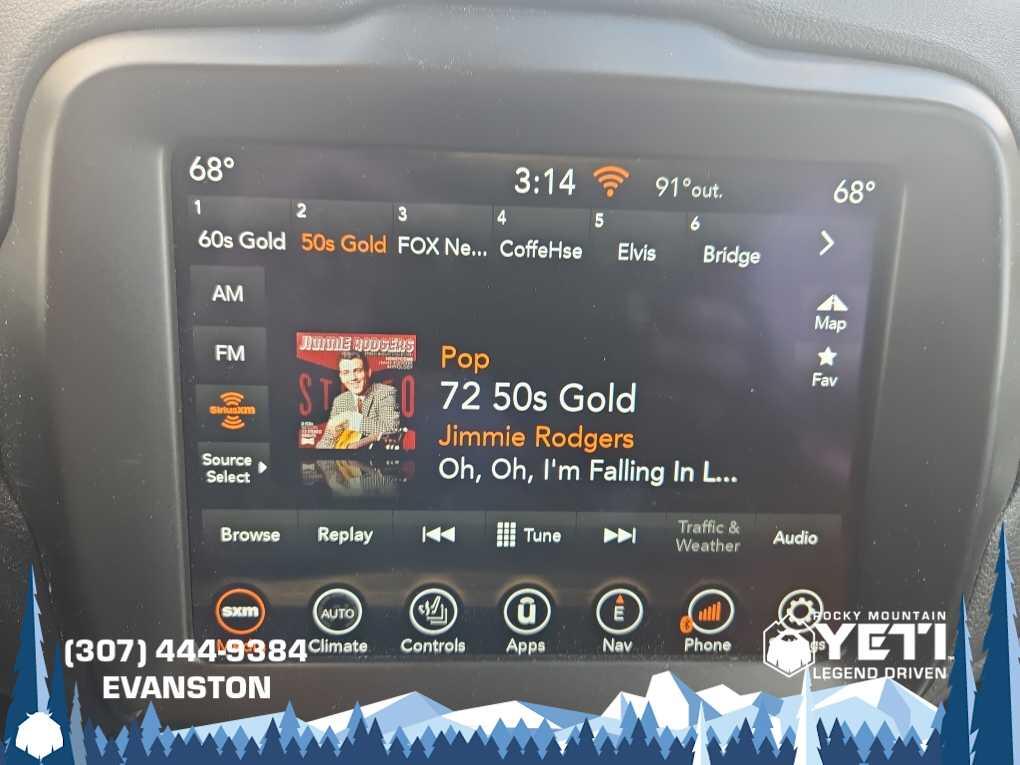 68°
3:14
91°out.
68°
1
2
3
4
5
6
60s Gold
50s Gold
FOX Ne...
CoffeHse
Elvis
Bridge
AM
FM
SiriusXM
Source
Select
Map
Fav
JIMMIE RODGERS
STEREO
Pop
72 50s Gold
Jimmie Rodgers
Oh, Oh, I'm Falling In L...
Browse
Replay
Tune
Traffic &
Weather
Audio
sxm
AUTO
E
Climate
Controls
Apps
Nav
Phone
(307) 444-9384
EVANSTON
ROCKY MOUNTAIN
YETI
LEGEND DRIVEN